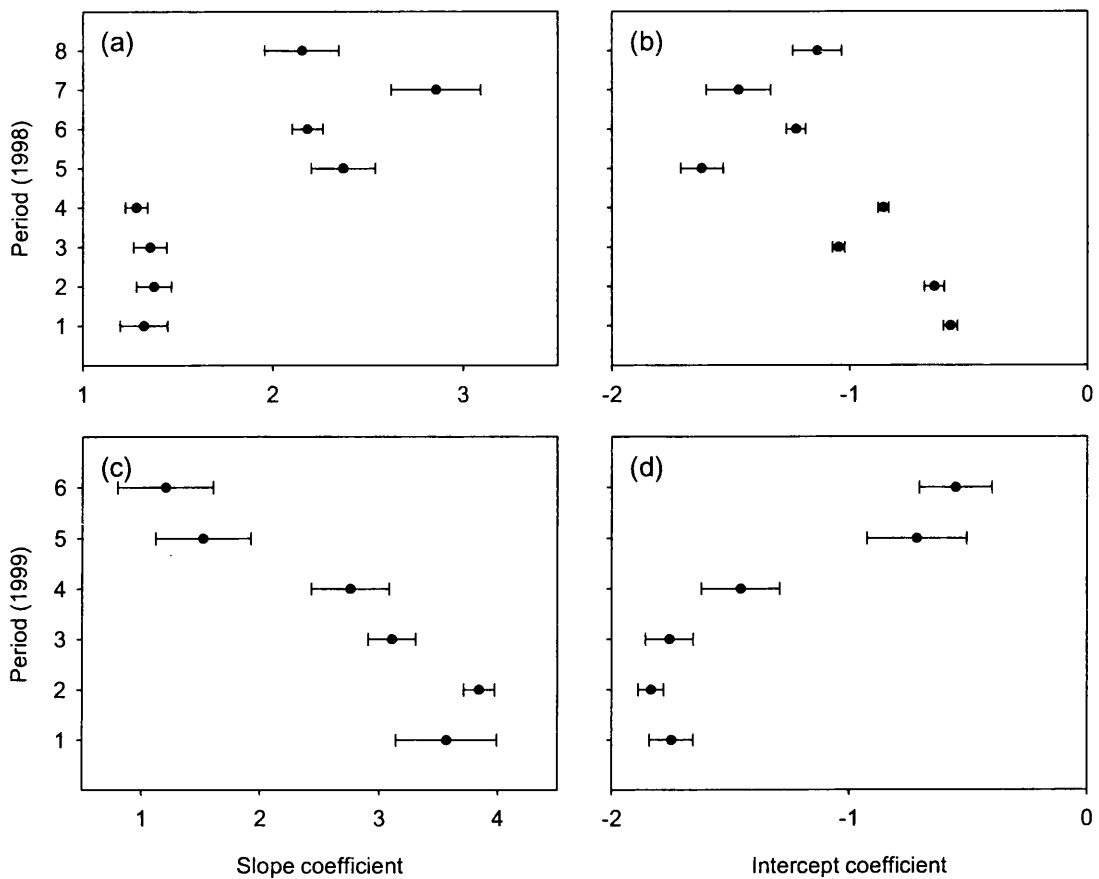 (a)
(b)
Period (1998)
8
7
6
5
4
3
2
1
1 2 3
-2 -1 0
(c)
(d)
Period (1999)
6
5
4
3
2
1
1 2 3 4
-2 -1 0
Slope coefficient
Intercept coefficient